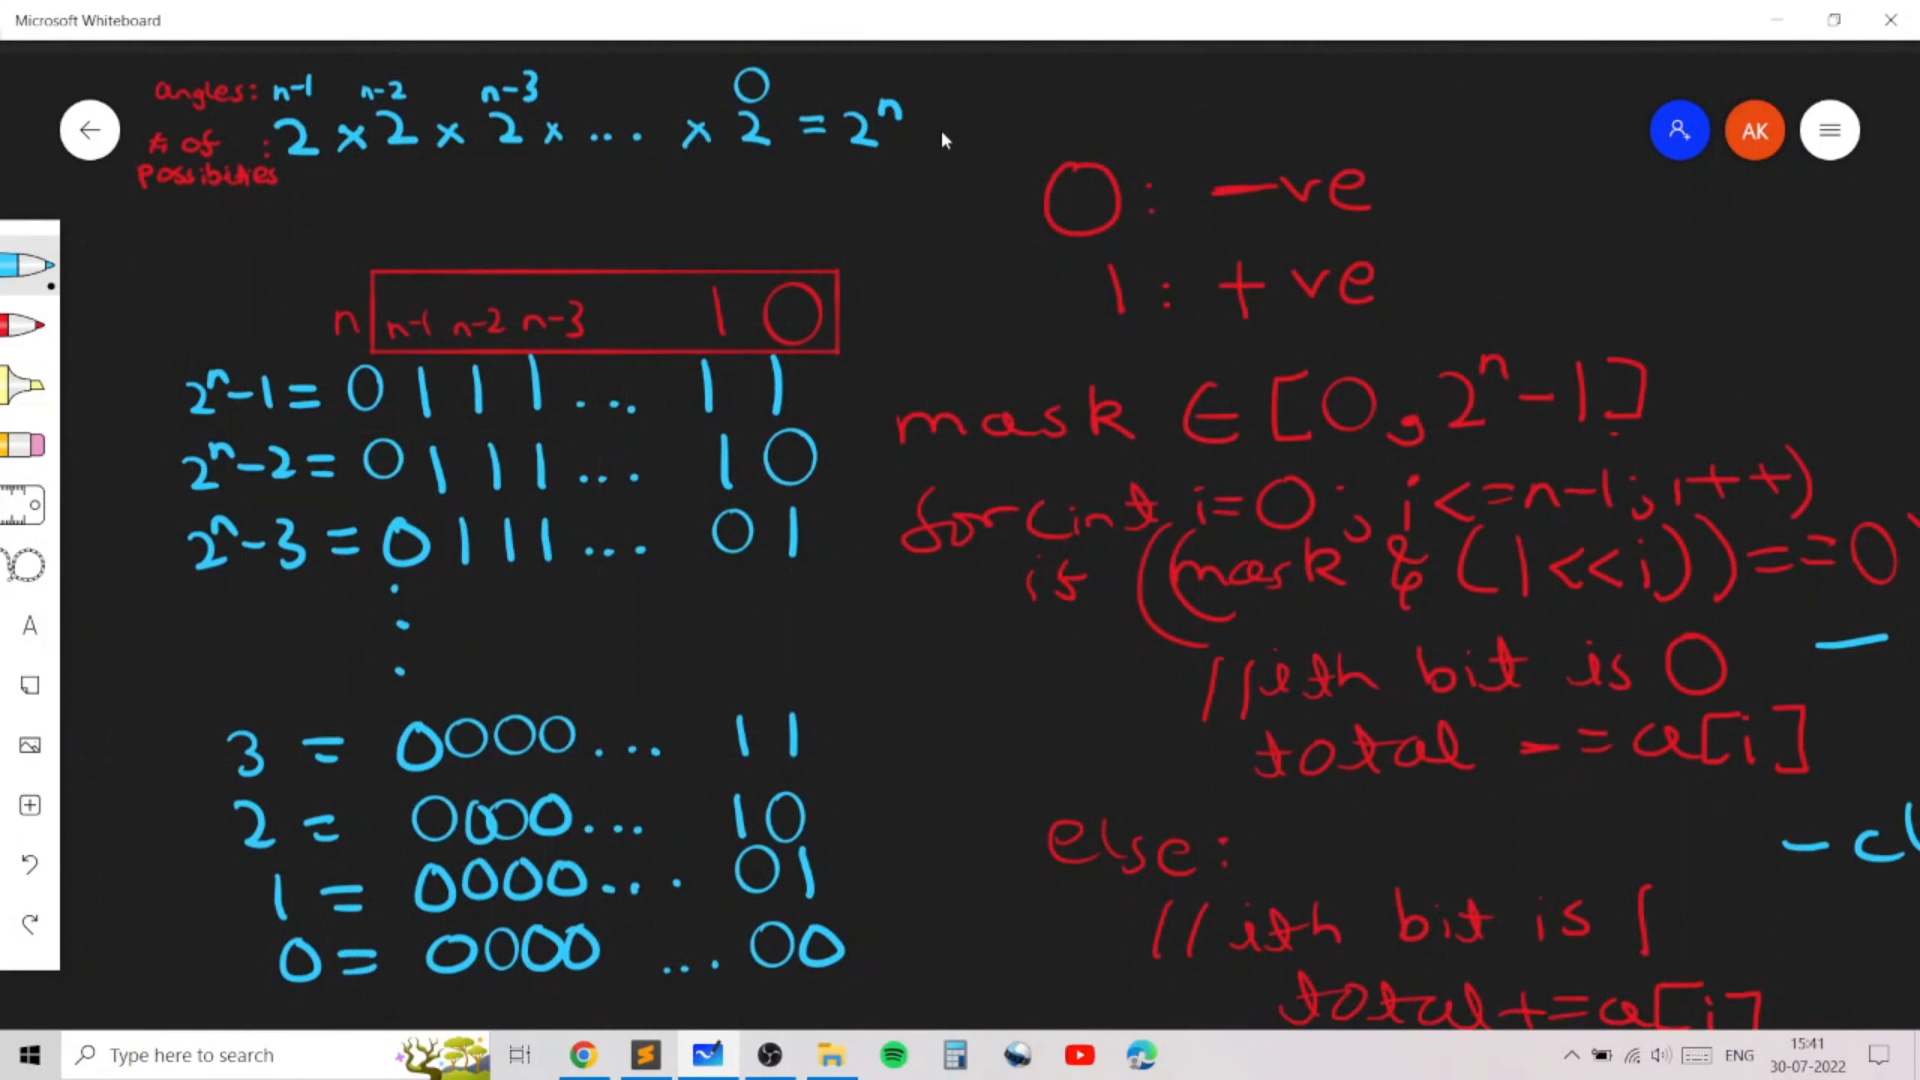 Microsoft Whiteboard
angles: n-1 n-2 n-3 0
# of possibities : 2 × 2 × 2 × ... × 2 = 2^n
AK
0: -ve
1: +ve
n n-1 n-2 n-3 1 0
2^n-1 = 0 1 1 1 ... 1 1
2^n-2 = 0 1 1 1 ... 1 0
2^n-3 = 0 1 1 1 ... 0 1
.
.
.
3 = 0000... 11
2 = 0000... 10
1 = 0000... 01
0 = 0000 ... 00
mask ∈ [0, 2^n-1]
for(int i=0; i<=n-1; i++)
if ((mask & (1<<i))==0
//ith bit is 0
total -= a[i]
else:
//ith bit is 1
total += a[i]
- cl
A
Type here to search
ENG
15:41
30-07-2022